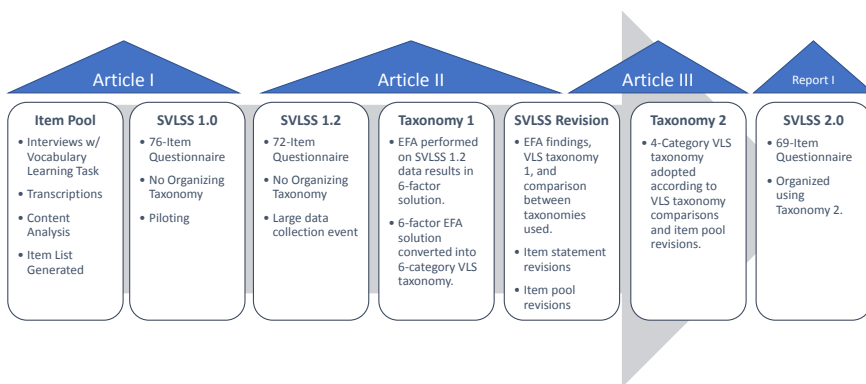 Article I
Article II
Article III
Report I
Item Pool
• Interviews w/
Vocabulary
Learning Task
• Transcriptions
• Content
Analysis
• Item List
Generated
SVLSS 1.0
• 76-Item
Questionnaire
• No Organizing
Taxonomy
• Piloting
SVLSS 1.2
• 72-Item
Questionnaire
• No Organizing
Taxonomy
• Large data
collection event
Taxonomy 1
• EFA performed
on SVLSS 1.2
data results in
6-factor
solution.
• 6-factor EFA
solution
converted into
6-category VLS
taxonomy.
SVLSS Revision
• EFA findings,
VLS taxonomy
1, and
comparison
between
taxonomies
used.
• Item statement
revisions
• Item pool
revisions
Taxonomy 2
• 4-Category VLS
taxonomy
adopted
according to
VLS taxonomy
comparisons
and item pool
revisions.
SVLSS 2.0
• 69-Item
Questionnaire
• Organized
using
Taxonomy 2.